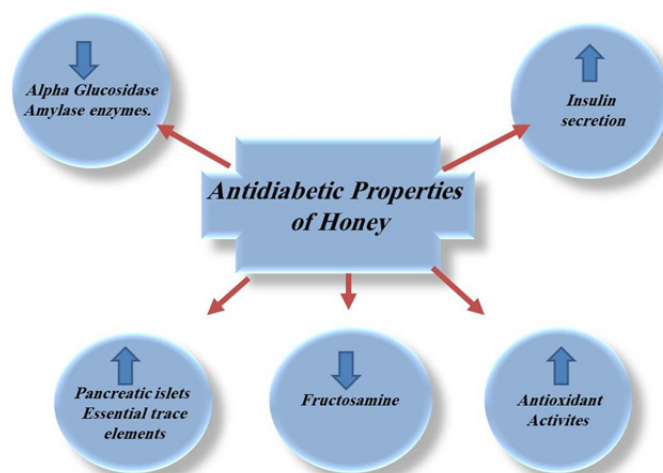 Alpha Glucosidase
Amylase enzymes.
Insulin
secretion
Antidiabetic Properties
of Honey
Pancreatic islets
Essential trace
elements
Fructosamine
Antioxidant
Activites